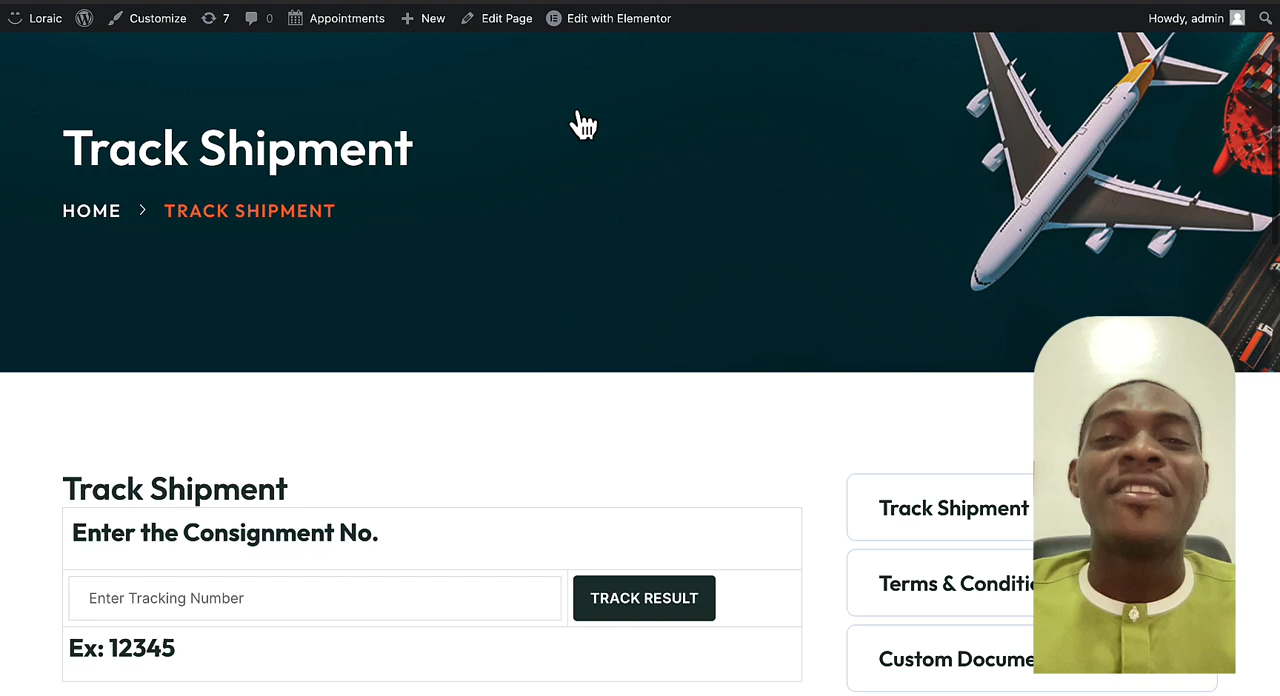 Loraic Customize 7 0 Appointments New Edit Page Edit with Elementor Howdy, admin
Track Shipment
HOME > TRACK SHIPMENT
Track Shipment
Enter the Consignment No.
Enter Tracking Number TRACK RESULT
Ex: 12345
Track Shipment
Terms & Conditi
Custom Docume